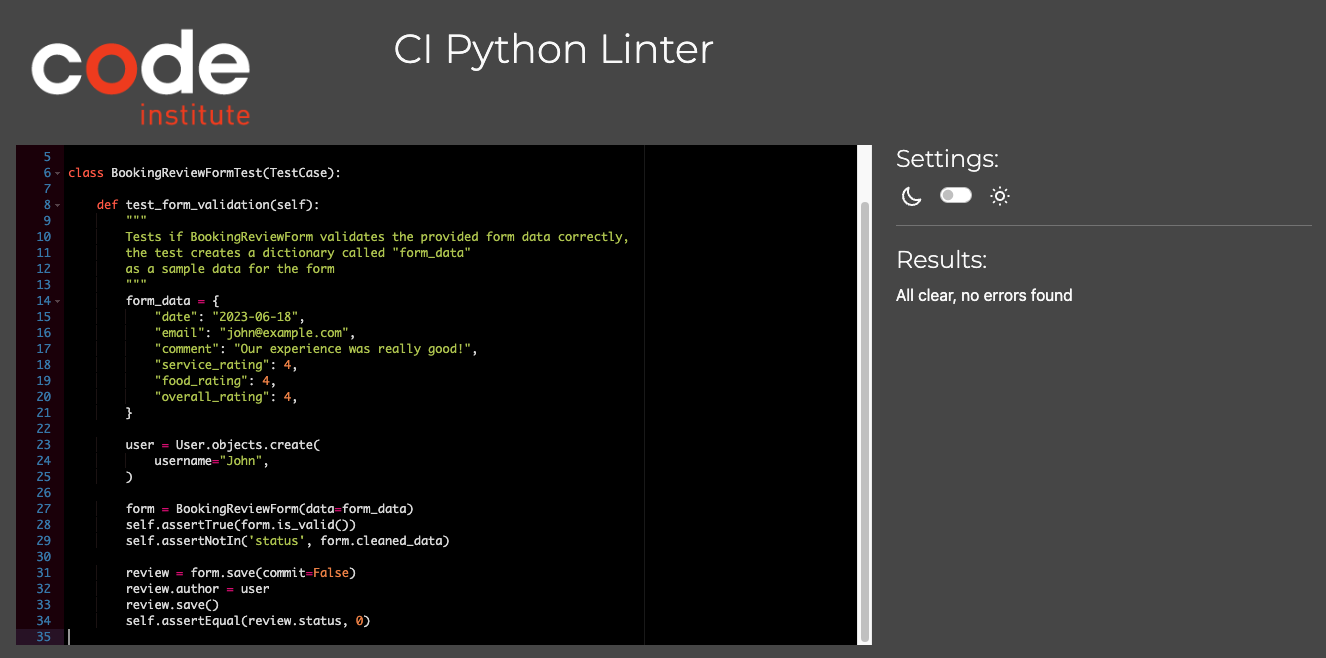 code
institute
CI Python Linter
5
6 class BookingReviewFormTest(TestCase):
7
8     def test_form_validation(self):
9         """
10         Tests if BookingReviewForm validates the provided form data correctly,
11         the test creates a dictionary called "form_data"
12         as a sample data for the form
13         """
14         form_data = {
15             "date": "2023-06-18",
16             "email": "john@example.com",
17             "comment": "Our experience was really good!",
18             "service_rating": 4,
19             "food_rating": 4,
20             "overall_rating": 4,
21         }
22
23         user = User.objects.create(
24             username="John",
25         )
26
27         form = BookingReviewForm(data=form_data)
28         self.assertTrue(form.is_valid())
29         self.assertNotIn('status', form.cleaned_data)
30
31         review = form.save(commit=False)
32         review.author = user
33         review.save()
34         self.assertEqual(review.status, 0)
35
Settings:
Results:
All clear, no errors found